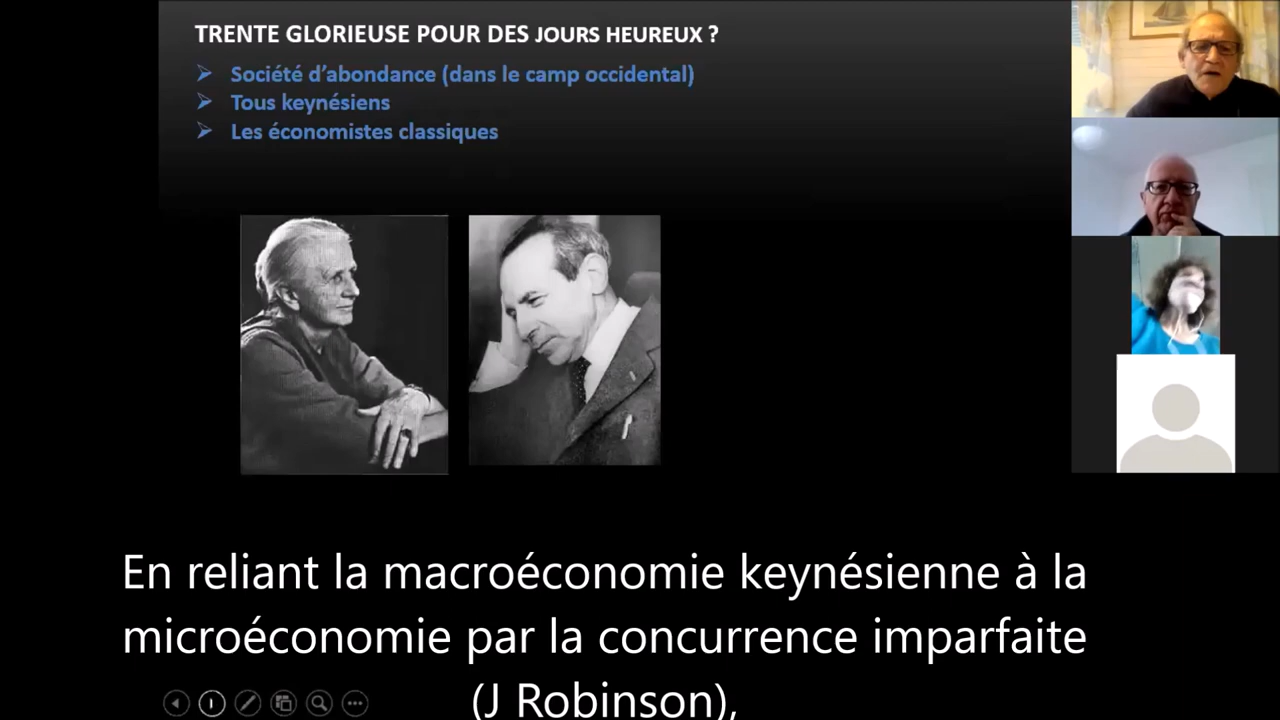 TRENTE GLORIEUSE POUR DES JOURS HEUREUX ?
Société d'abondance (dans le camp occidental)
Tous keynésiens
Les économistes classiques
En reliant la macroéconomie keynésienne à la
microéconomie par la concurrence imparfaite
(J Robinson),